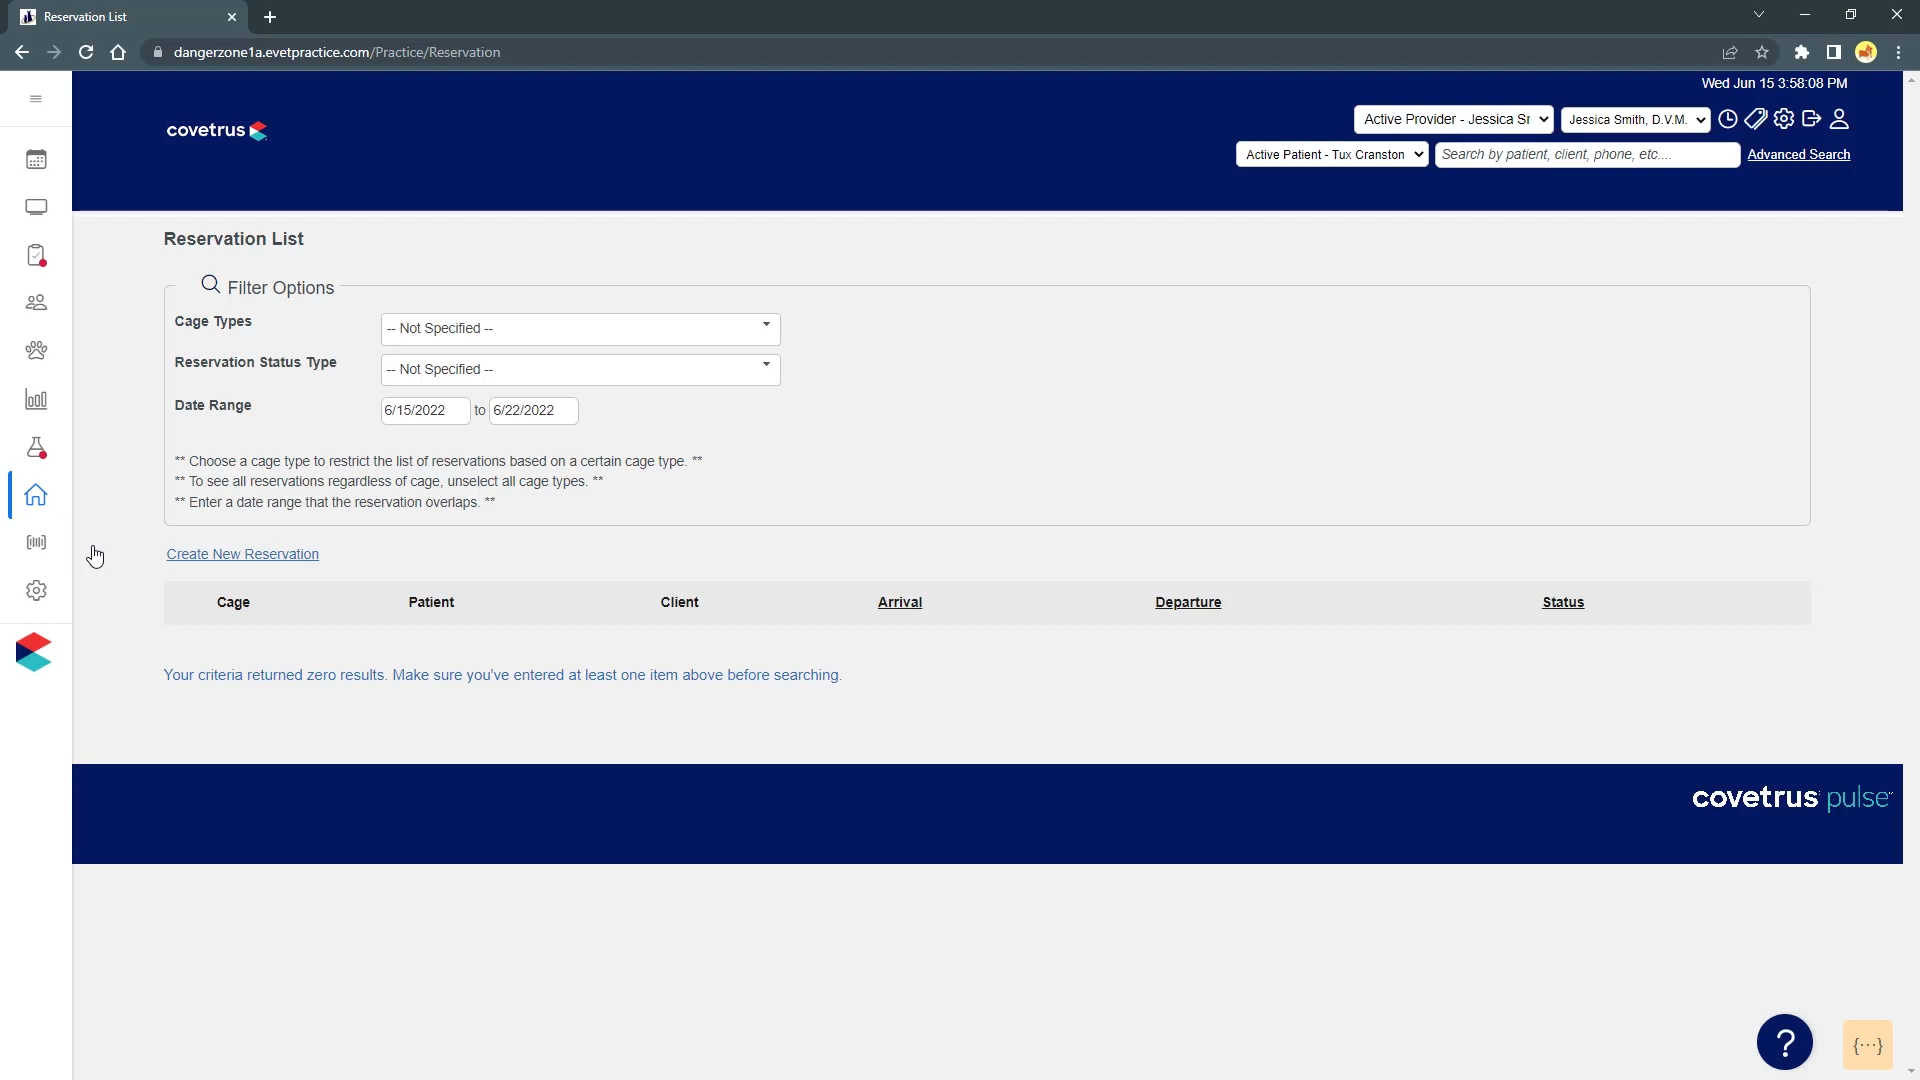 Reservation List
dangerzone1a.evetpractice.com/Practice/Reservation
Wed Jun 15 3:58:08 PM
covetrus
Active Provider - Jessica Sr
Jessica Smith, D.V.M.
Active Patient - Tux Cranston
Search by patient, client, phone, etc....
Advanced Search
Reservation List
Filter Options
Cage Types
-- Not Specified --
Reservation Status Type
-- Not Specified --
Date Range
6/15/2022 to 6/22/2022
** Choose a cage type to restrict the list of reservations based on a certain cage type. **
** To see all reservations regardless of cage, unselect all cage types. **
** Enter a date range that the reservation overlaps. **
Create New Reservation
Cage Patient Client Arrival Departure Status
Your criteria returned zero results. Make sure you've entered at least one item above before searching.
covetrus pulse
?
{···}